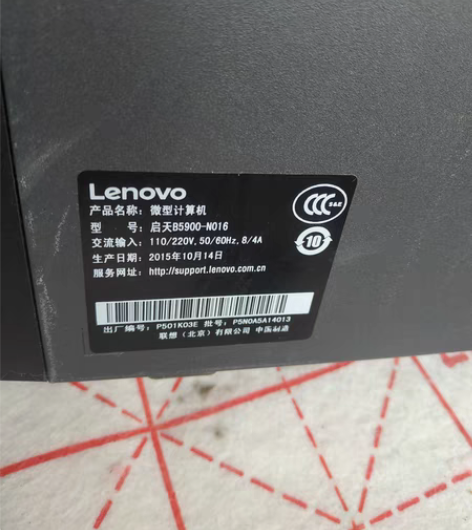 Lenovo
产品名称: 微型计算机
型 号: 启天B5900-N016
交流输入: 110/220V, 50/60Hz, 8/4A
生产日期: 2015年10月14日
服务网址: http://support.lenovo.com.cn
CCC S&E
10
出厂编号: P501K03E 批号: P5N0A5A14013
联想(北京)有限公司 中国制造